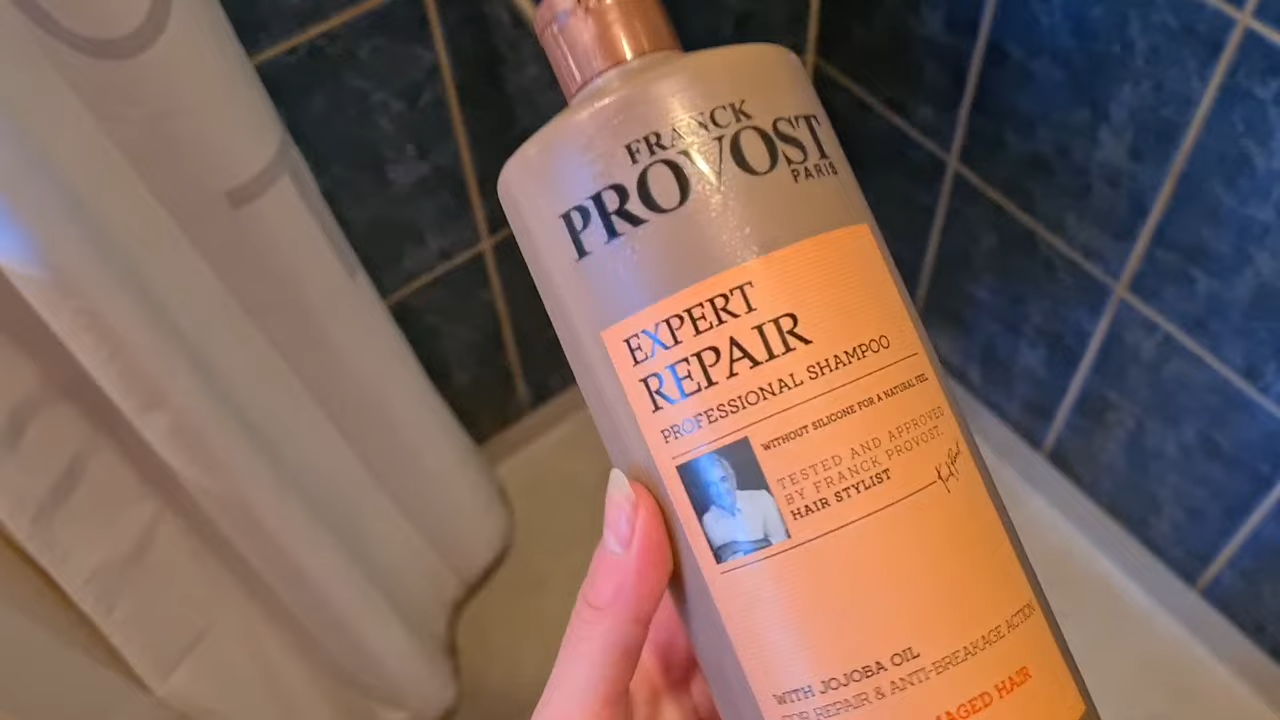 FRANCK
PROVOST
PARIS
EXPERT
REPAIR
PROFESSIONAL SHAMPOO
WITHOUT SILICONE FOR A NATURAL FEEL
TESTED AND APPROVED
BY FRANCK PROVOST,
HAIR STYLIST
WITH JOJOBA OIL
FOR REPAIR & ANTI-BREAKAGE ACTION
HAIR